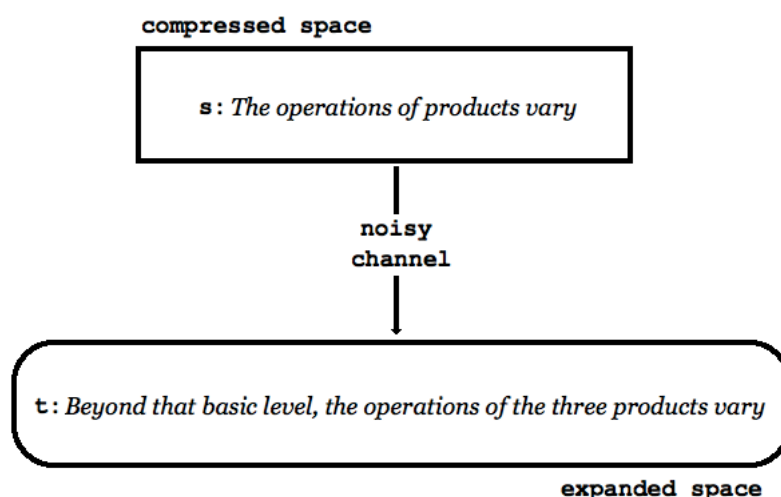 compressed space
s: The operations of products vary
noisy
channel
t: Beyond that basic level, the operations of the three products vary
expanded space